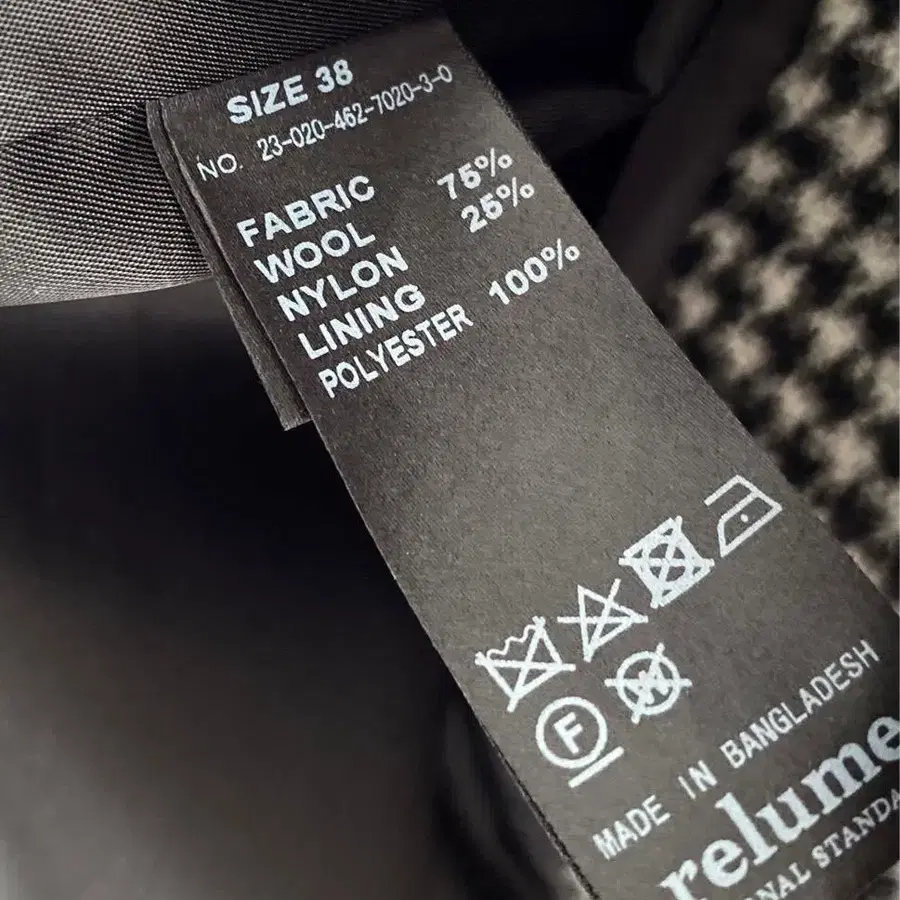 SIZE 38
NO. 23-020-462-7020-3-0
FABRIC
WOOL 75%
NYLON 25%
LINING
POLYESTER 100%
F W
MADE IN BANGLADESH
relume